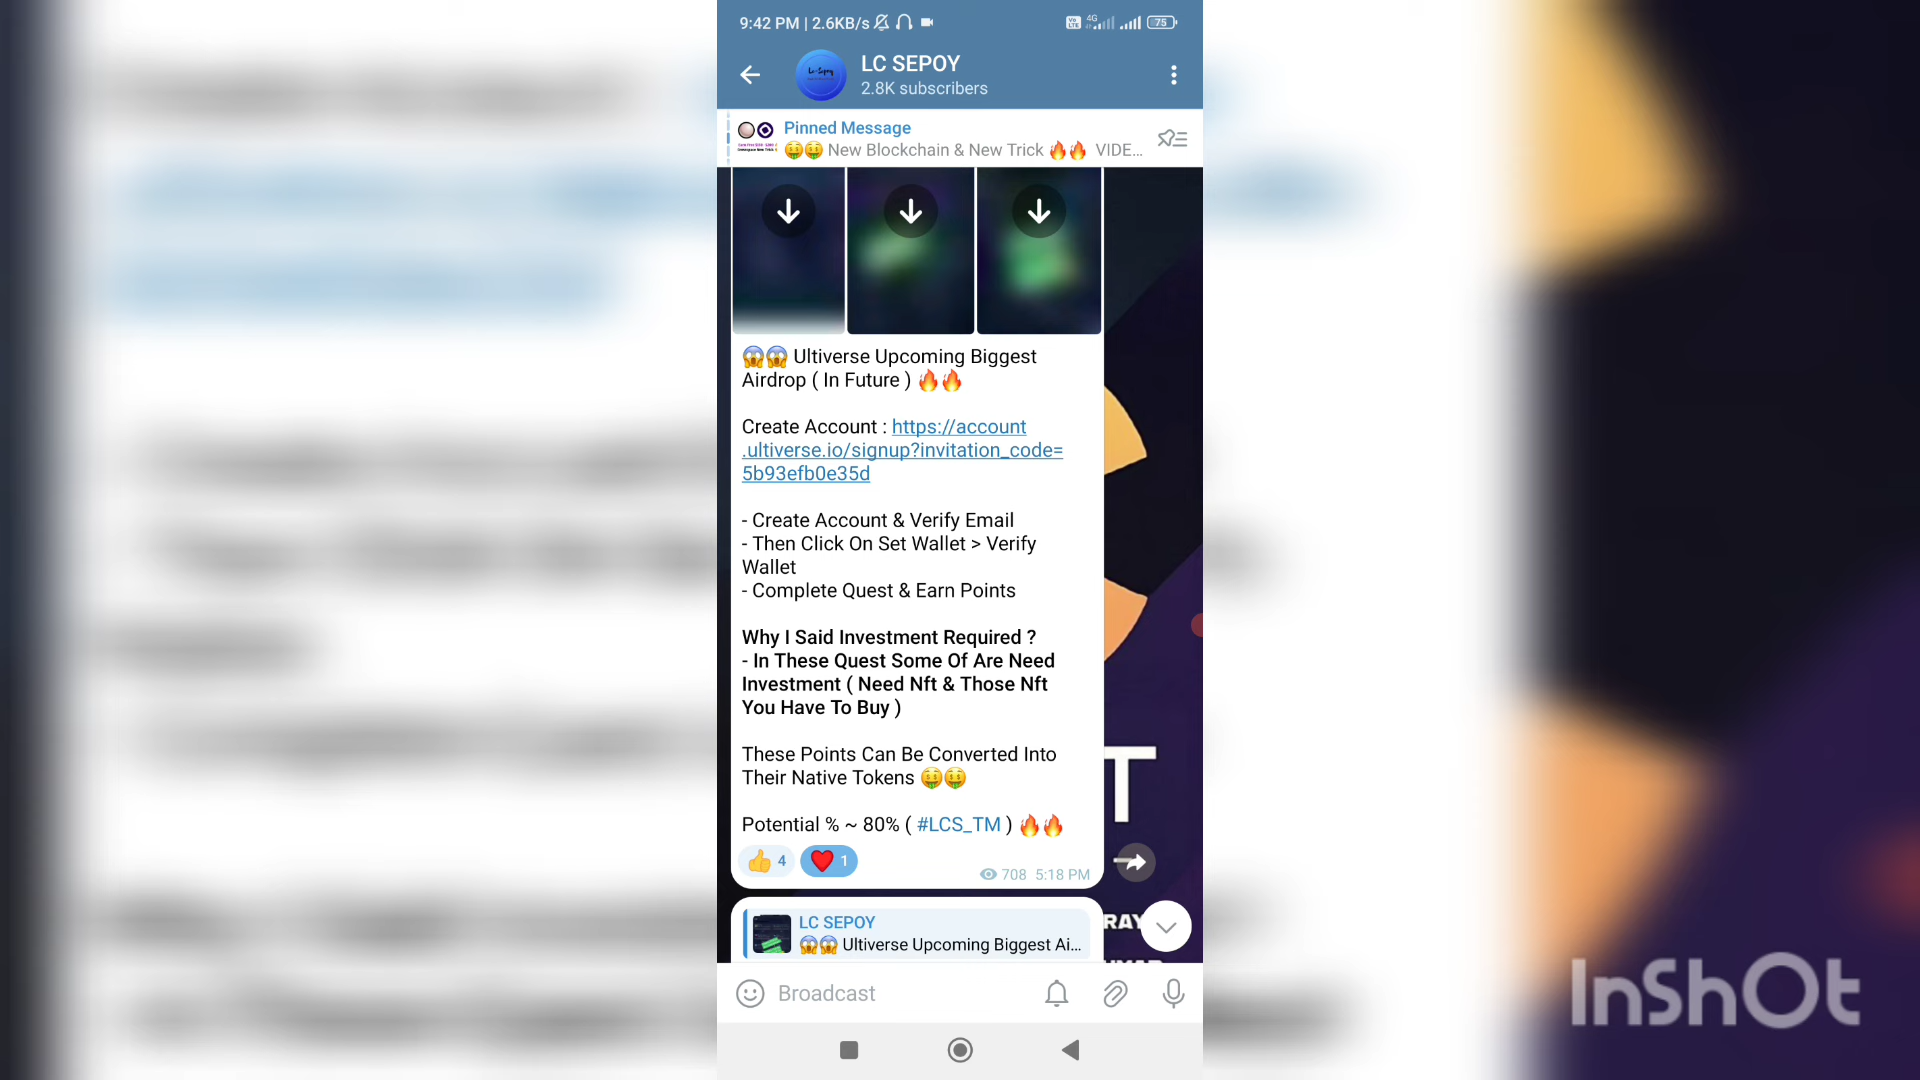 9:42 PM | 2.6KB/s
Vo LTE 4G 75
LC SEPOY
2.8K subscribers
Pinned Message
🤑🤑 New Blockchain & New Trick 🔥🔥 VIDE...
😱😱 Ultiverse Upcoming Biggest
Airdrop ( In Future ) 🔥🔥
Create Account : https://account
.ultiverse.io/signup?invitation_code=
5b93efb0e35d
- Create Account & Verify Email
- Then Click On Set Wallet > Verify
Wallet
- Complete Quest & Earn Points
Why I Said Investment Required ?
- In These Quest Some Of Are Need
Investment ( Need Nft & Those Nft
You Have To Buy )
These Points Can Be Converted Into
Their Native Tokens 🤑🤑
Potential % ~ 80% ( #LCS_TM ) 🔥🔥
👍 4 ❤️ 1
708 5:18 PM
T
LC SEPOY
😱😱 Ultiverse Upcoming Biggest Ai...
RAY
Broadcast
InShOt